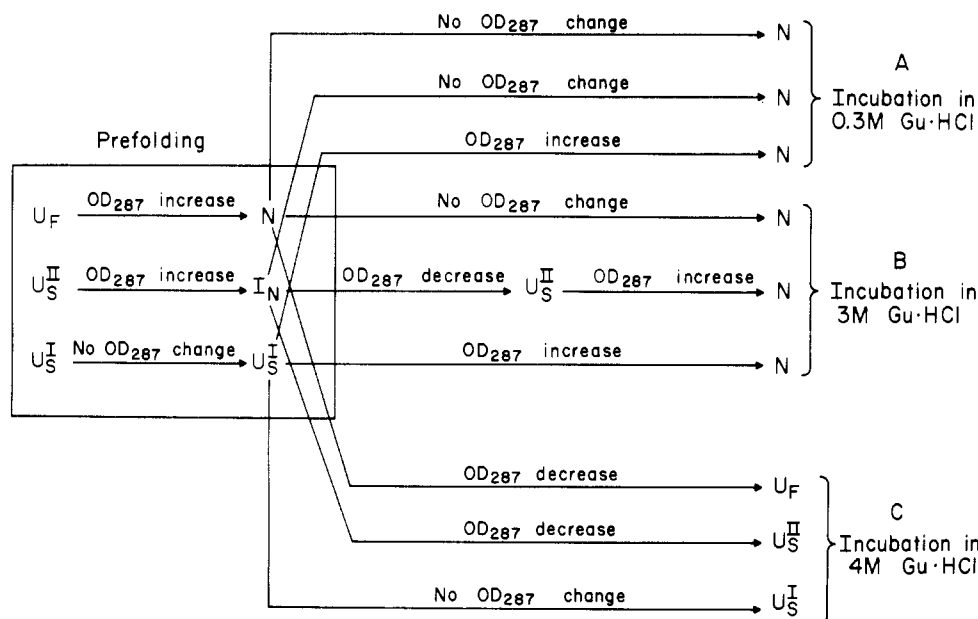 No OD287 change N
A
No OD287 change N
Incubation in
0.3M Gu·HCl
Prefolding
OD287 increase N
UF OD287 increase N No OD287 change N
B
US^II OD287 increase IN OD287 decrease US^II OD287 increase N
Incubation in
3M Gu·HCl
US^I No OD287 change US^I OD287 increase N
OD287 decrease UF
C
OD287 decrease US^II
Incubation in
4M Gu·HCl
No OD287 change US^I